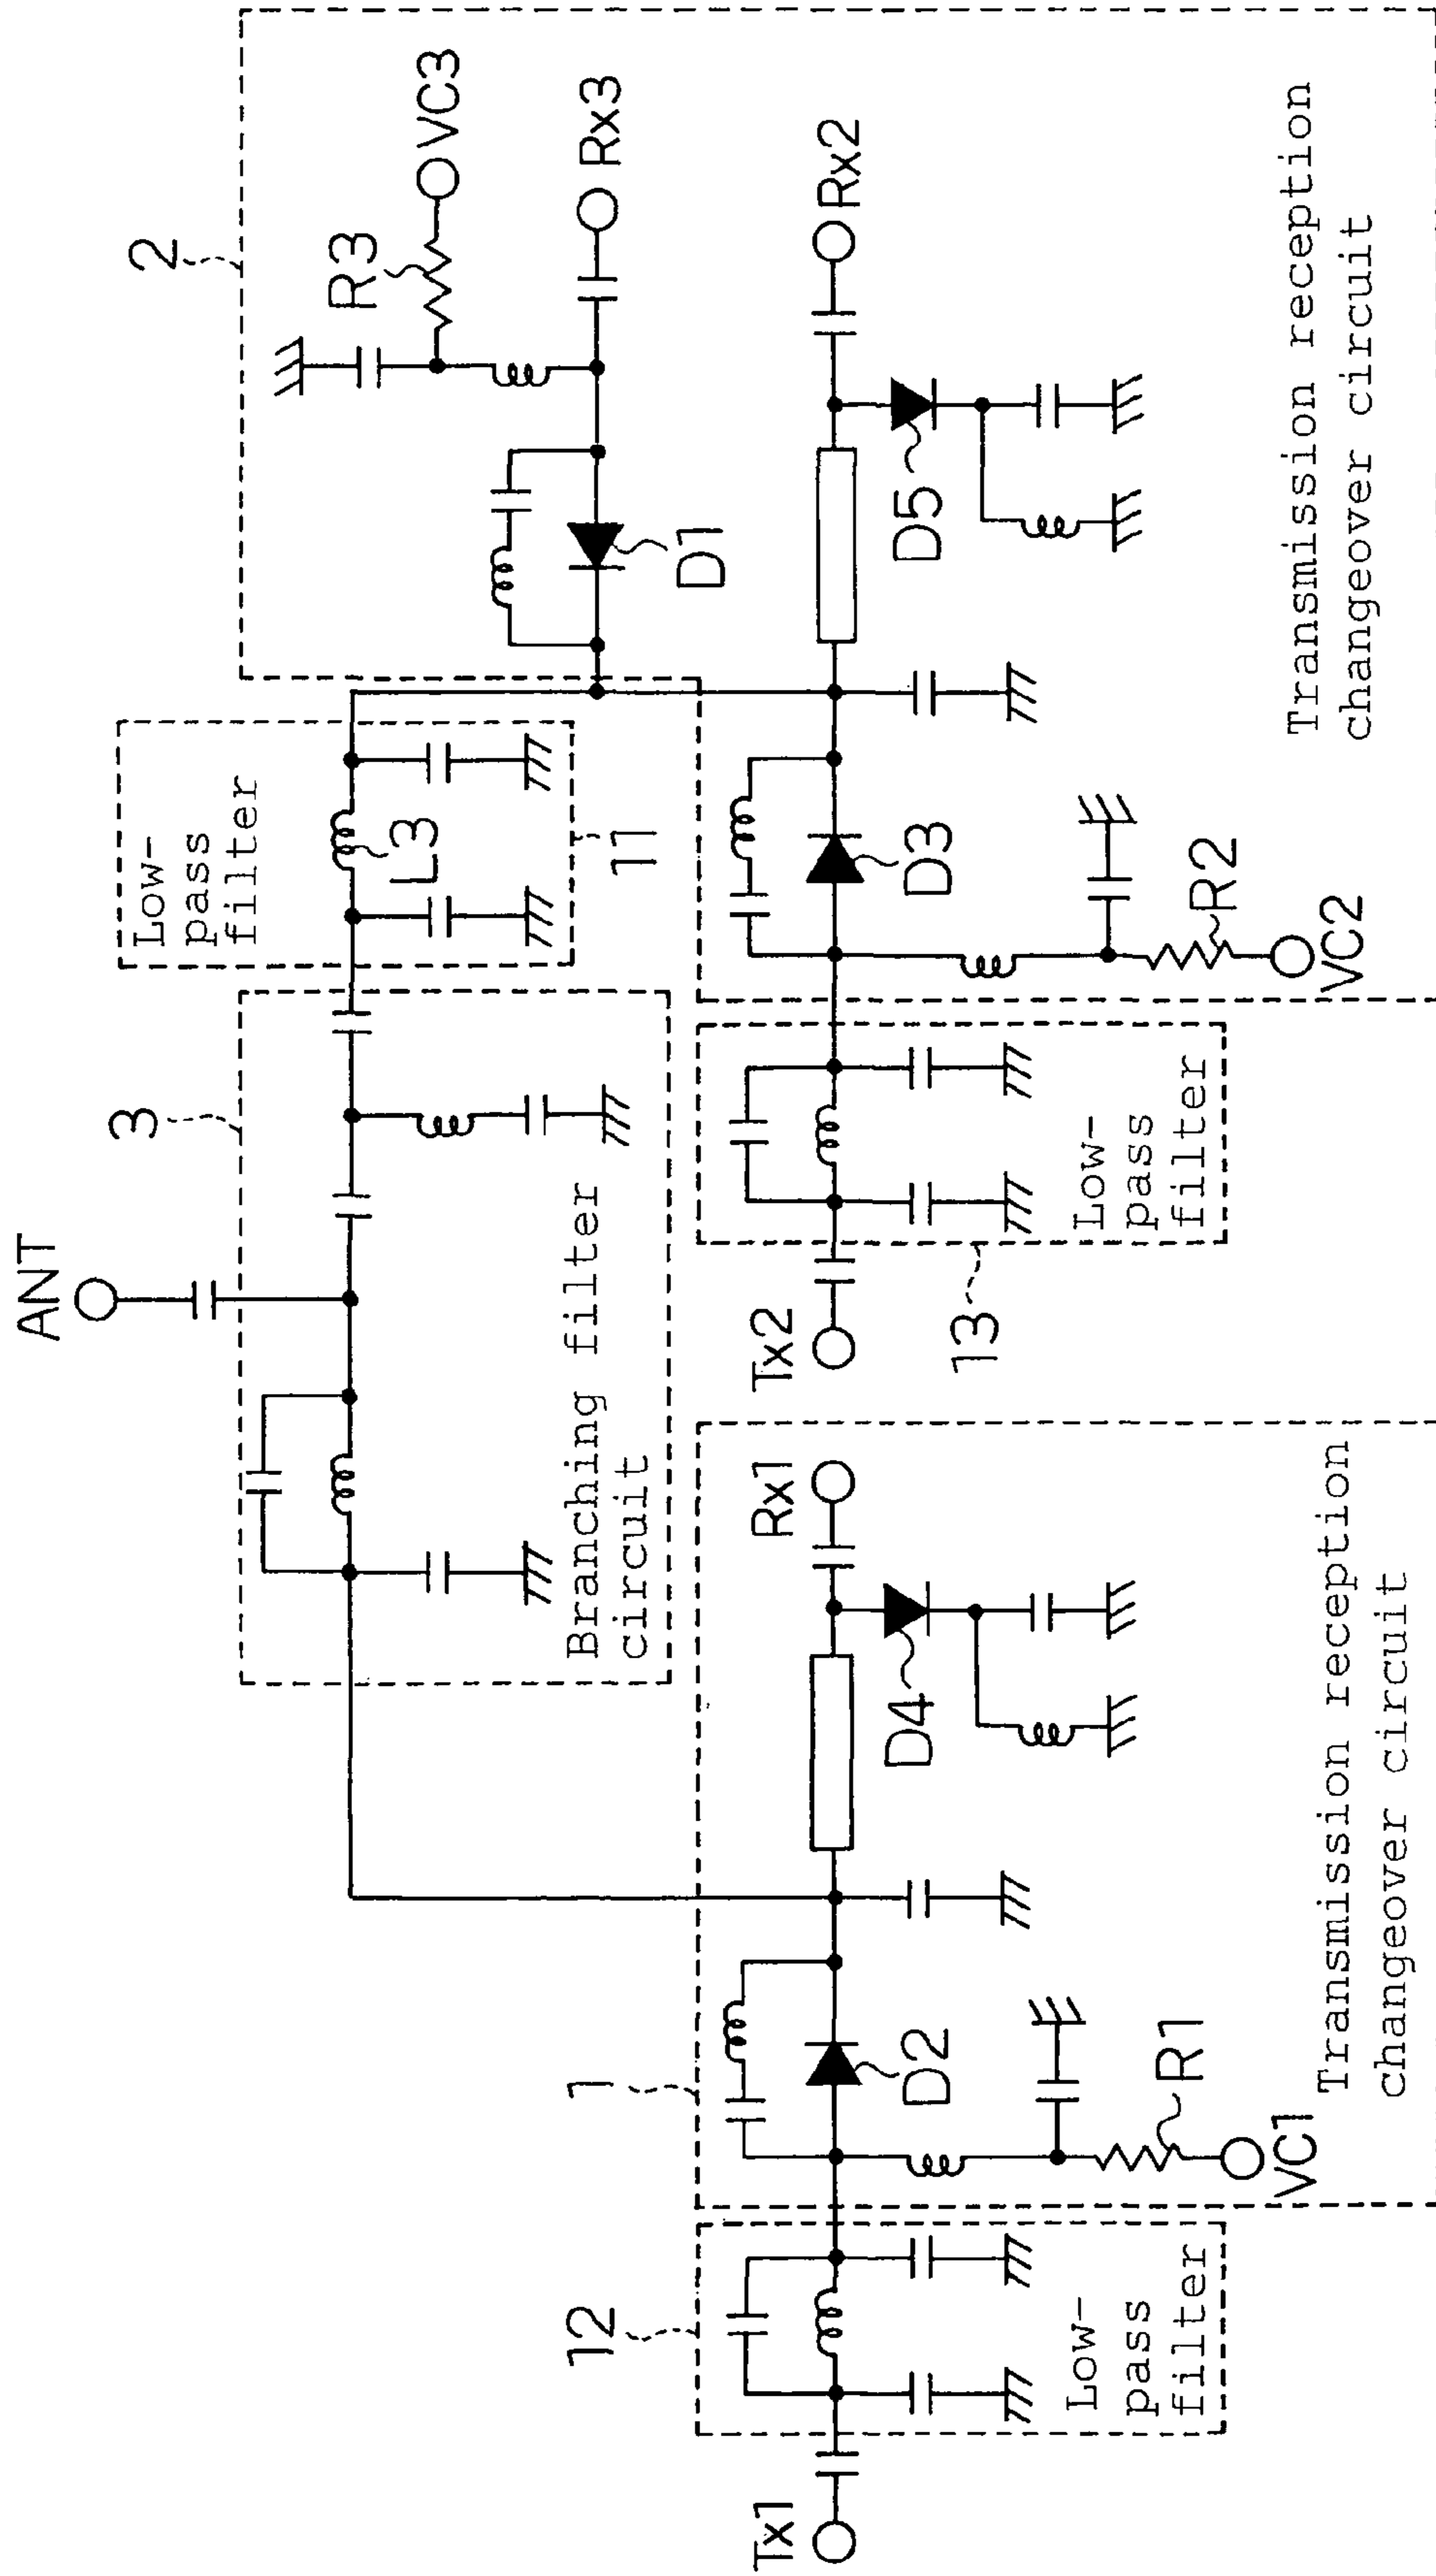 ANT
3
Branching filter
circuit
Low-
pass
filter
L3
11
2
R3
VC3
Rx3
D1
Tx1
12
Low-
pass
filter
1
D2
R1
VC1
D4
Rx1
Transmission reception
changeover circuit
Tx2
13
Low-
pass
filter
D3
R2
VC2
D5
Rx2
Transmission reception
changeover circuit